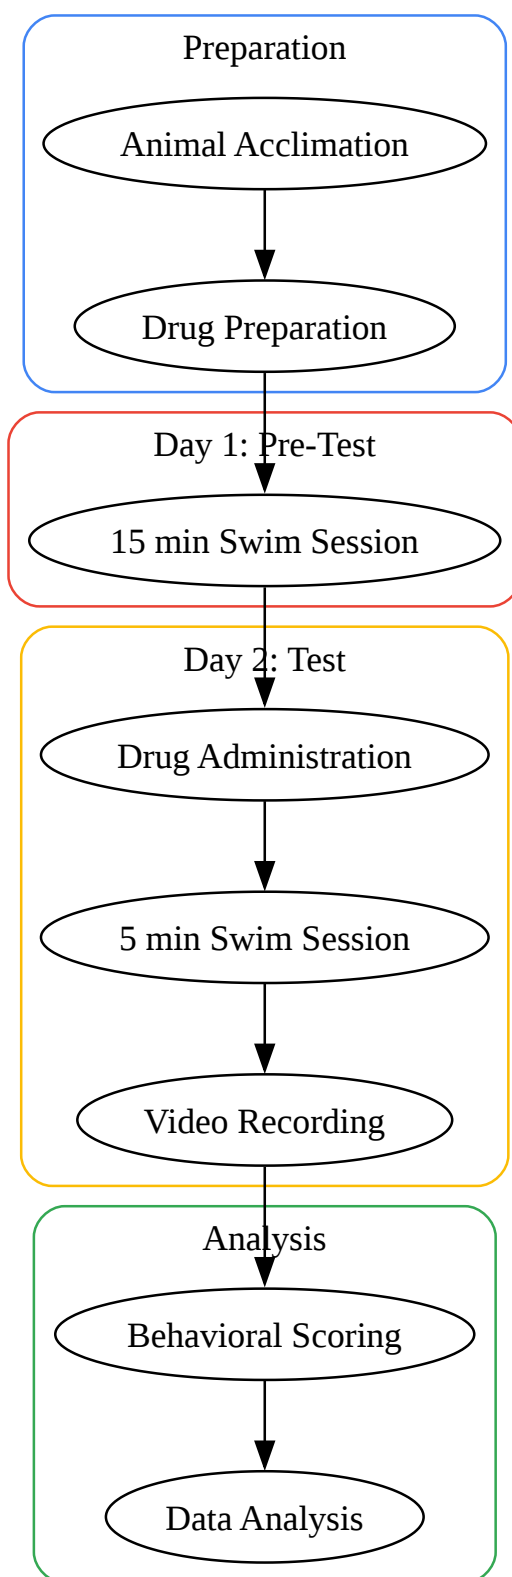 Preparation
Animal Acclimation
Drug Preparation
Day 1: Pre-Test
15 min Swim Session
Day 2: Test
Drug Administration
5 min Swim Session
Video Recording
Analysis
Behavioral Scoring
Data Analysis